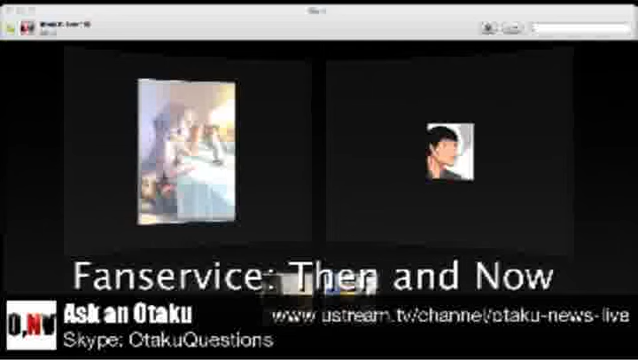 Fanservice: Then and Now
Ask an Otaku
www.ustream.tv/channel/otaku-news-live
O,N
Skype: OtakuQuestions